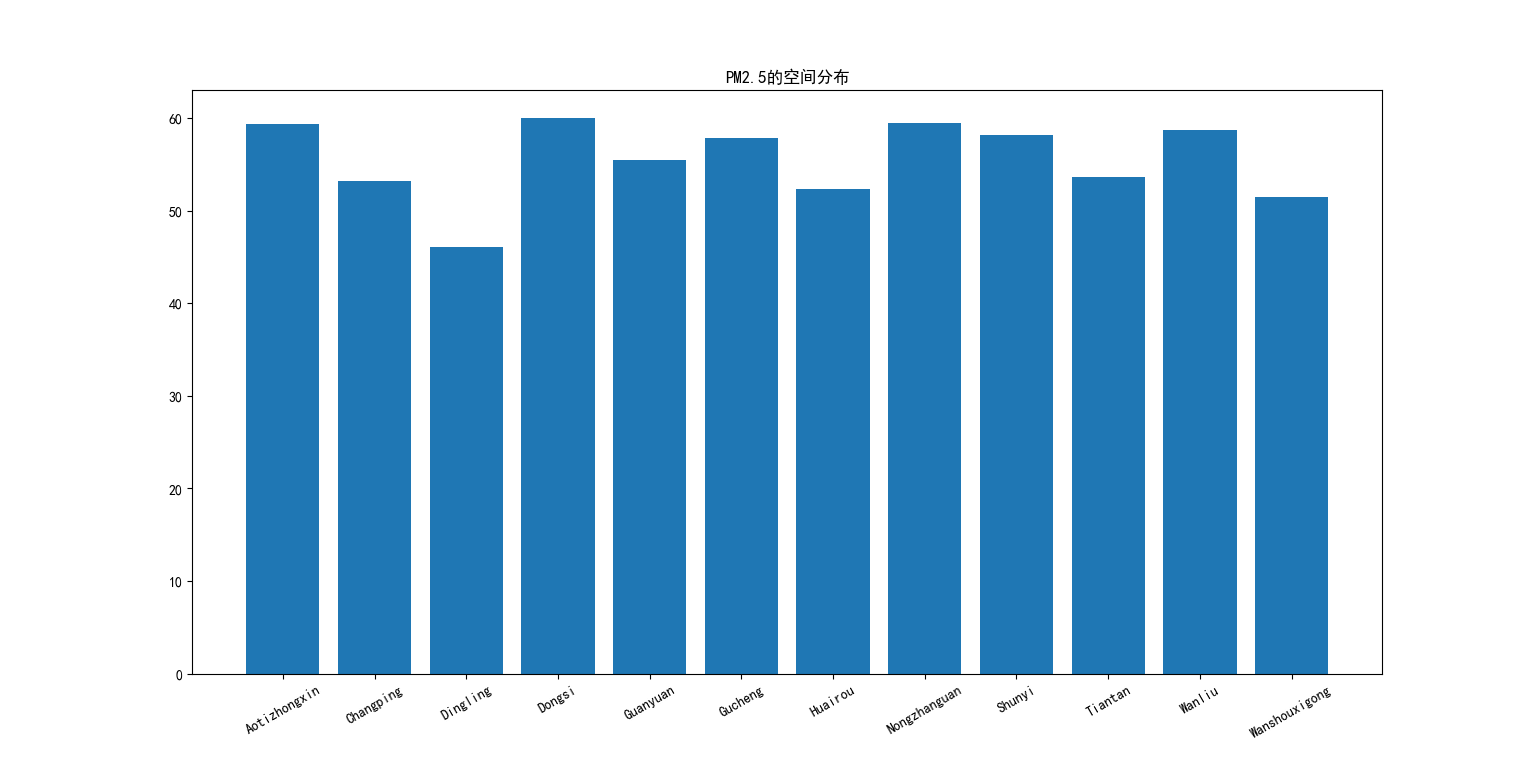 PM2.5的空间分布
60
50
40
30
20
10
0
Aotizhongxin
Changping
Dingling
Dongsi
Guanyuan
Gucheng
Huairou
Nongzhanguan
Shunyi
Tiantan
Wanliu
Wanshouxigong